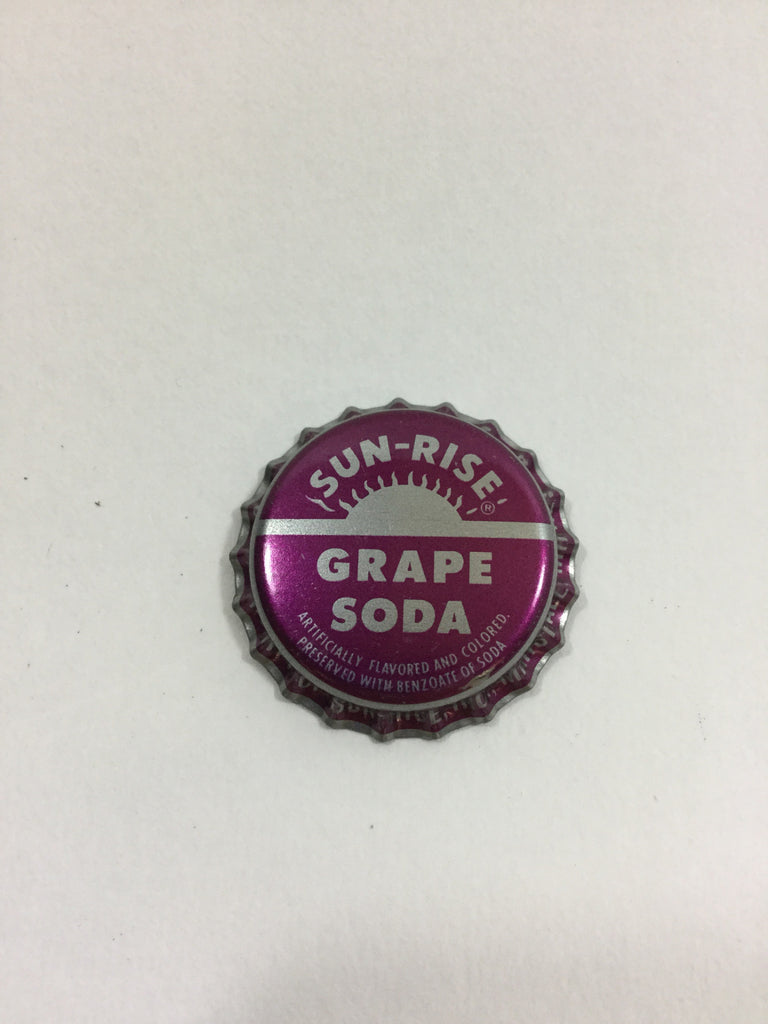 SUN-RISE®
GRAPE
SODA
ARTIFICIALLY FLAVORED AND COLORED.
PRESERVED WITH BENZOATE OF SODA